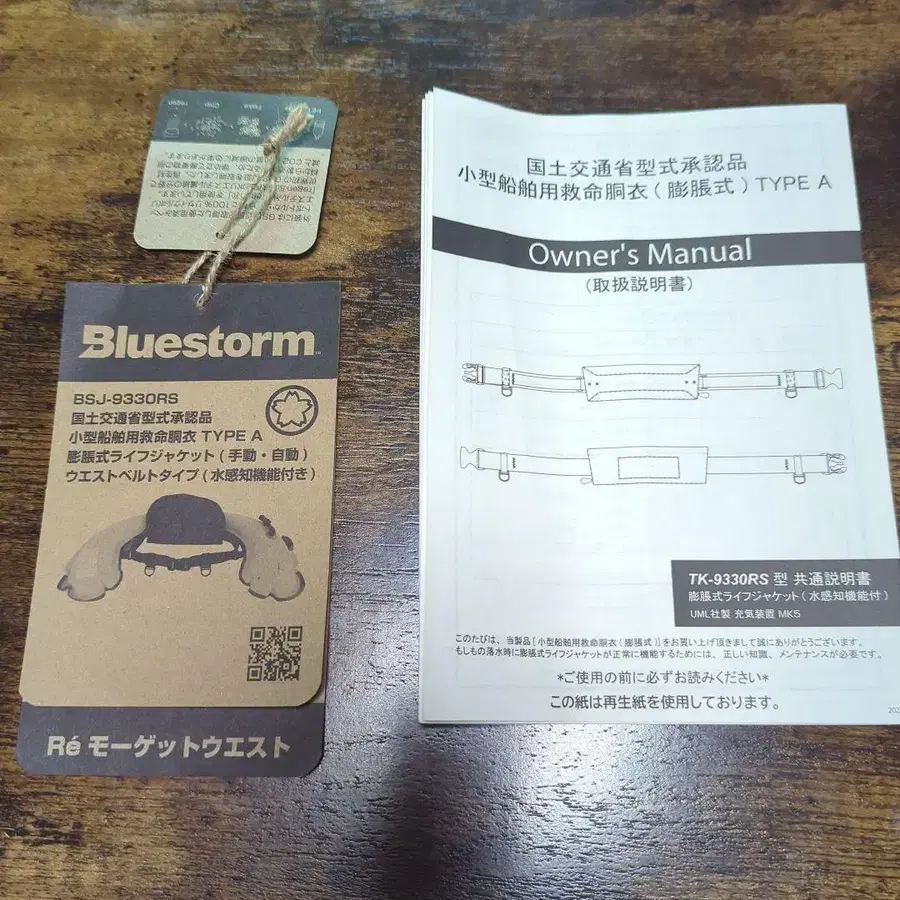 Bluestorm
BSJ-9330RS
国土交通省型式承認品
小型船舶用救命胴衣 TYPE A
膨脹式ライフジャケット(手動・自動)
ウエストベルトタイプ(水感知機能付き)
Ré モーゲットウエスト
国土交通省型式承認品
小型船舶用救命胴衣(膨脹式)TYPE A
Owner's Manual
(取扱説明書)
TK-9330RS 型 共通説明書
膨脹式ライフジャケット(水感知機能付)
UML社製 充気装置 MK5
このたびは、当製品[小型船舶用救命胴衣(膨脹式)]をお買い上げ頂きまして誠にありがとうございます。
もしもの落水時に膨脹式ライフジャケットが正常に機能するためには、正しい知識、メンテナンスが必要です。
*ご使用の前に必ずお読みください*
この紙は再生紙を使用しております。